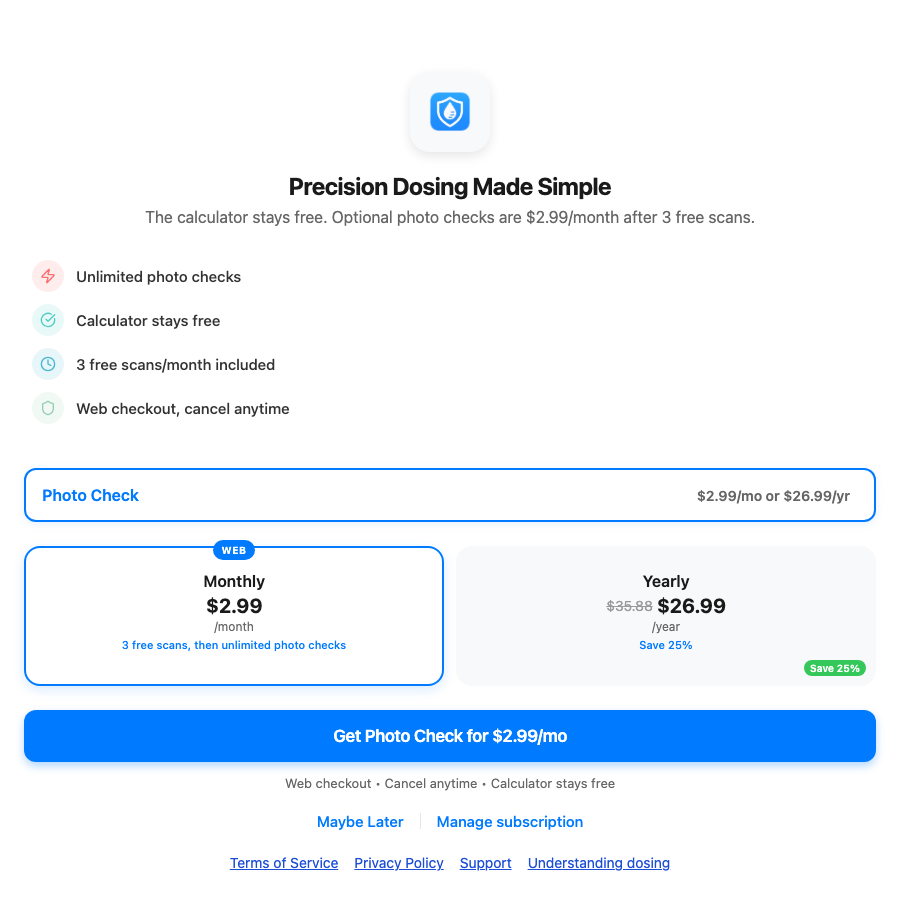 Precision Dosing Made Simple
The calculator stays free. Optional photo checks are $2.99/month after 3 free scans.
Unlimited photo checks
Calculator stays free
3 free scans/month included
Web checkout, cancel anytime
Photo Check $2.99/mo or $26.99/yr
WEB
Monthly
$2.99
/month
3 free scans, then unlimited photo checks
Yearly
$35.88 $26.99
/year
Save 25%
Save 25%
Get Photo Check for $2.99/mo
Web checkout • Cancel anytime • Calculator stays free
Maybe Later Manage subscription
Terms of Service Privacy Policy Support Understanding dosing